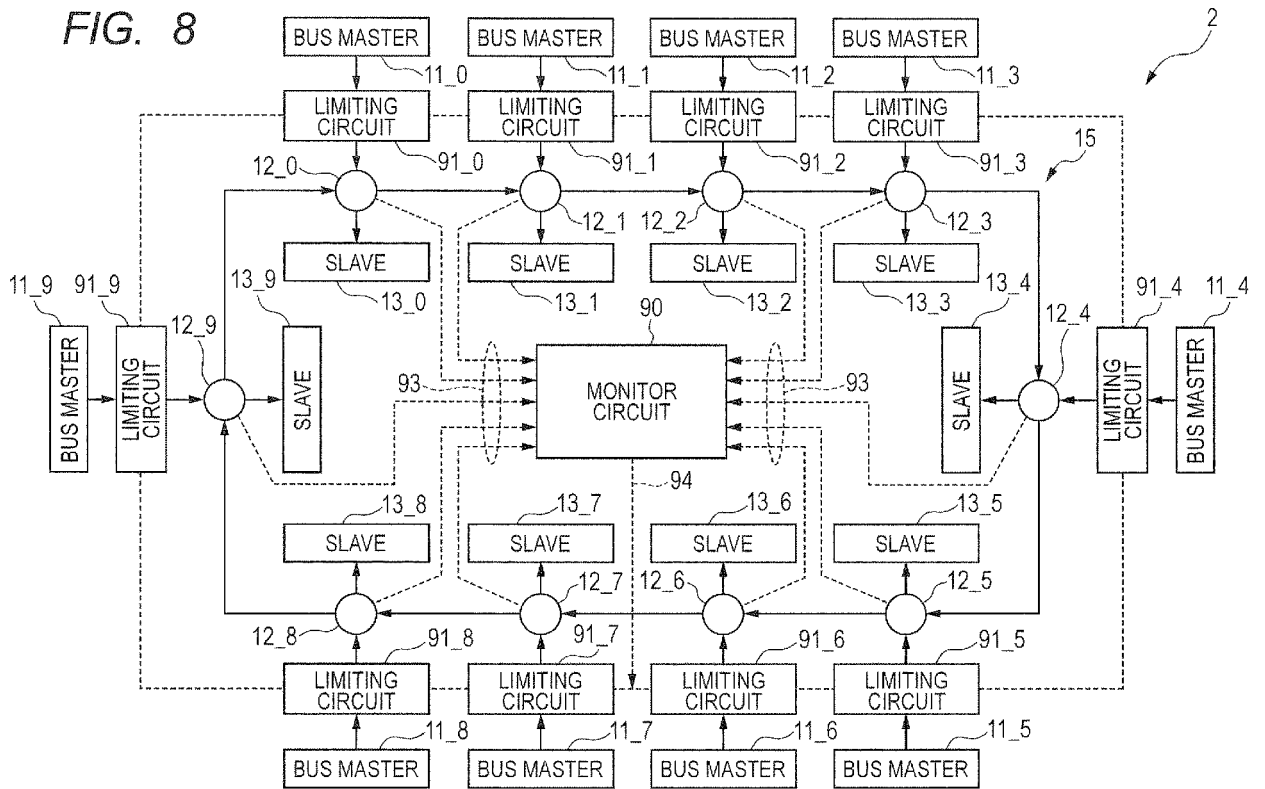 FIG. 8
2
BUS MASTER BUS MASTER BUS MASTER BUS MASTER
11_0 11_1 11_2 11_3
LIMITING CIRCUIT LIMITING CIRCUIT LIMITING CIRCUIT LIMITING CIRCUIT
91_0 91_1 91_2 91_3
15
12_0 12_1 12_2 12_3
SLAVE SLAVE SLAVE SLAVE
13_0 13_1 13_2 13_3
11_9 91_9 13_9
12_9
BUS MASTER
LIMITING CIRCUIT
SLAVE
90
MONITOR CIRCUIT
93 93
94
13_4 12_4 91_4 11_4
SLAVE
LIMITING CIRCUIT
BUS MASTER
13_8 13_7 13_6 13_5
SLAVE SLAVE SLAVE SLAVE
12_8 12_7 12_6 12_5
91_8 91_7 91_6 91_5
LIMITING CIRCUIT LIMITING CIRCUIT LIMITING CIRCUIT LIMITING CIRCUIT
11_8 11_7 11_6 11_5
BUS MASTER BUS MASTER BUS MASTER BUS MASTER